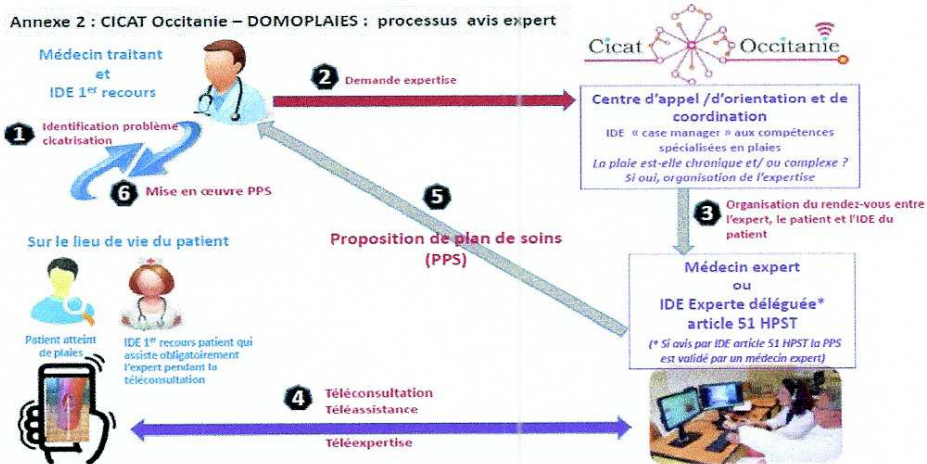 Annexe 2 : CICAT Occitanie – DOMOPLAIES : processus avis expert
Médecin traitant
et
IDE 1er recours
1
Identification problème
cicatrisation
6
Mise en œuvre PPS
2
Demande expertise
Cicat Occitanie
Centre d'appel /d'orientation et de
coordination
IDE « case manager » aux compétences
spécialisées en plaies
La plaie est-elle chronique et/ ou complexe ?
Si oui, organisation de l'expertise
3
Organisation du rendez-vous entre
l'expert, le patient et l'IDE du
patient
5
Proposition de plan de soins
(PPS)
Médecin expert
ou
IDE Experte déléguée*
article 51 HPST
(* Si avis par IDE article 51 HPST la PPS
est validé par un médecin expert)
Sur le lieu de vie du patient
Patient atteint
de plaies
IDE 1er recours patient qui
assiste obligatoirement
l'expert pendant la
téléconsultation
4
Téléconsultation
Téléassistance
Téléexpertise